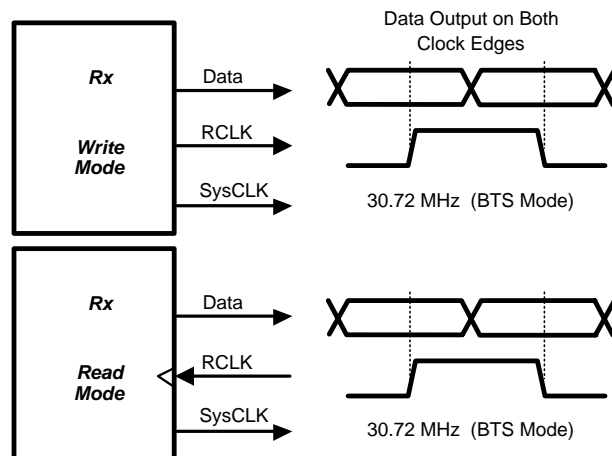 Data Output on Both
Clock Edges
Rx
Data
Write
Mode
RCLK
SysCLK
30.72 MHz (BTS Mode)
Rx
Data
Read
Mode
RCLK
SysCLK
30.72 MHz (BTS Mode)